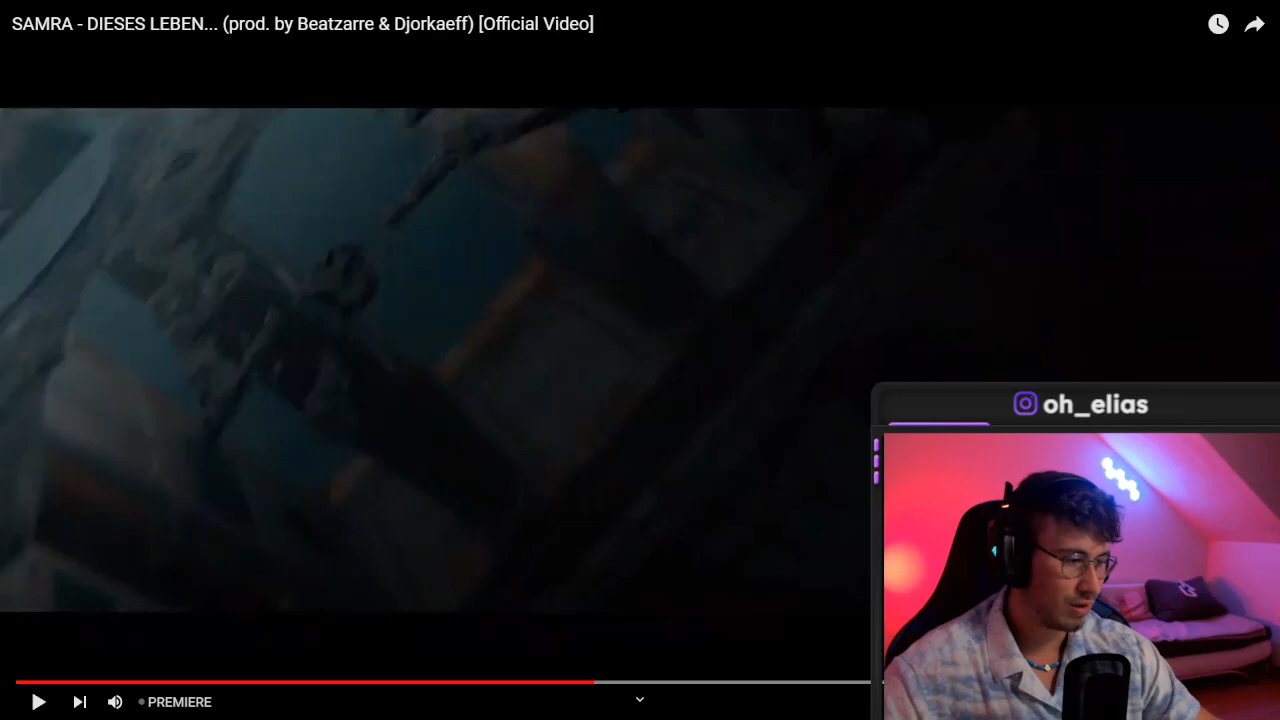 SAMRA - DIESES LEBEN... (prod. by Beatzarre & Djorkaeff) [Official Video]
oh_elias
PREMIERE